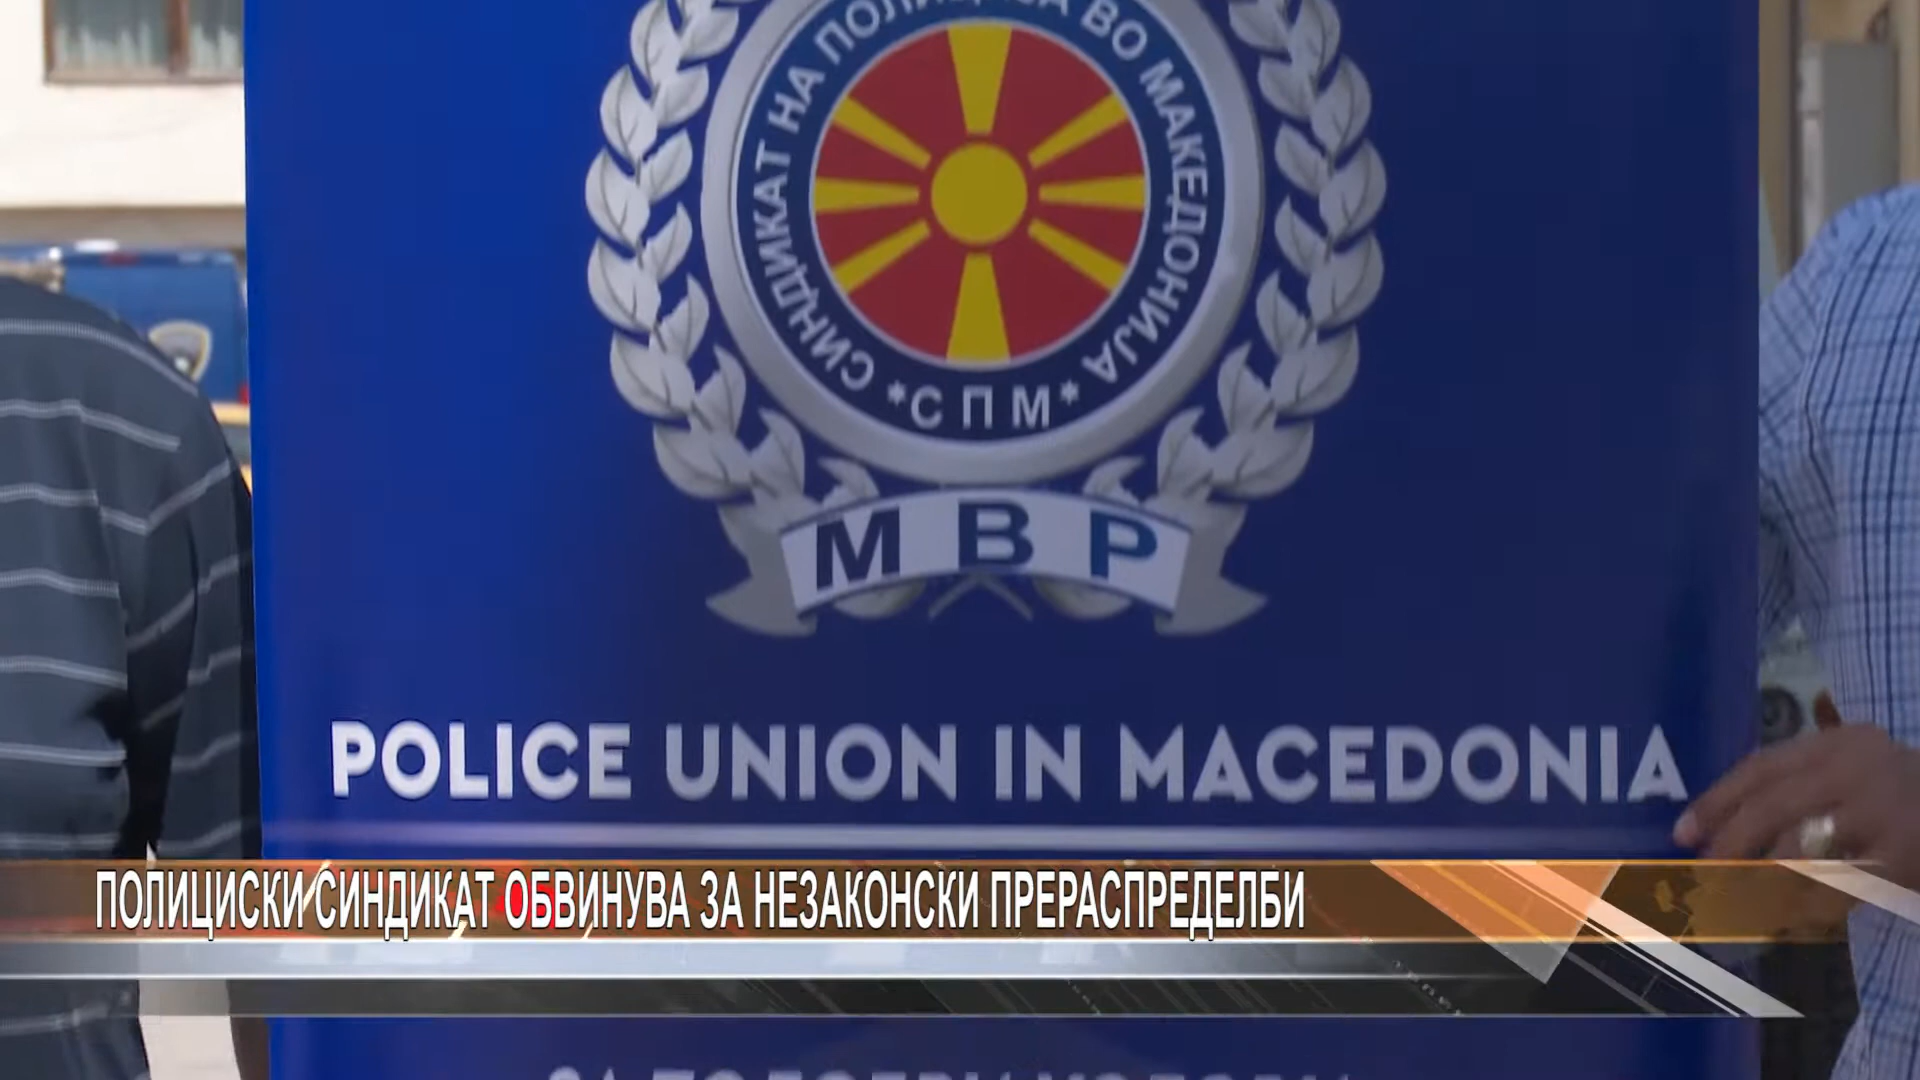 СИНДИКАТ НА ПОЛИЦИЈА ВО МАКЕДОНИЈА
*СПМ*
МВР
POLICE UNION IN MACEDONIA
ПОЛИЦИСКИ СИНДИКАТ ОБВИНУВА ЗА НЕЗАКОНСКИ ПРЕРАСПРЕДЕЛБИ